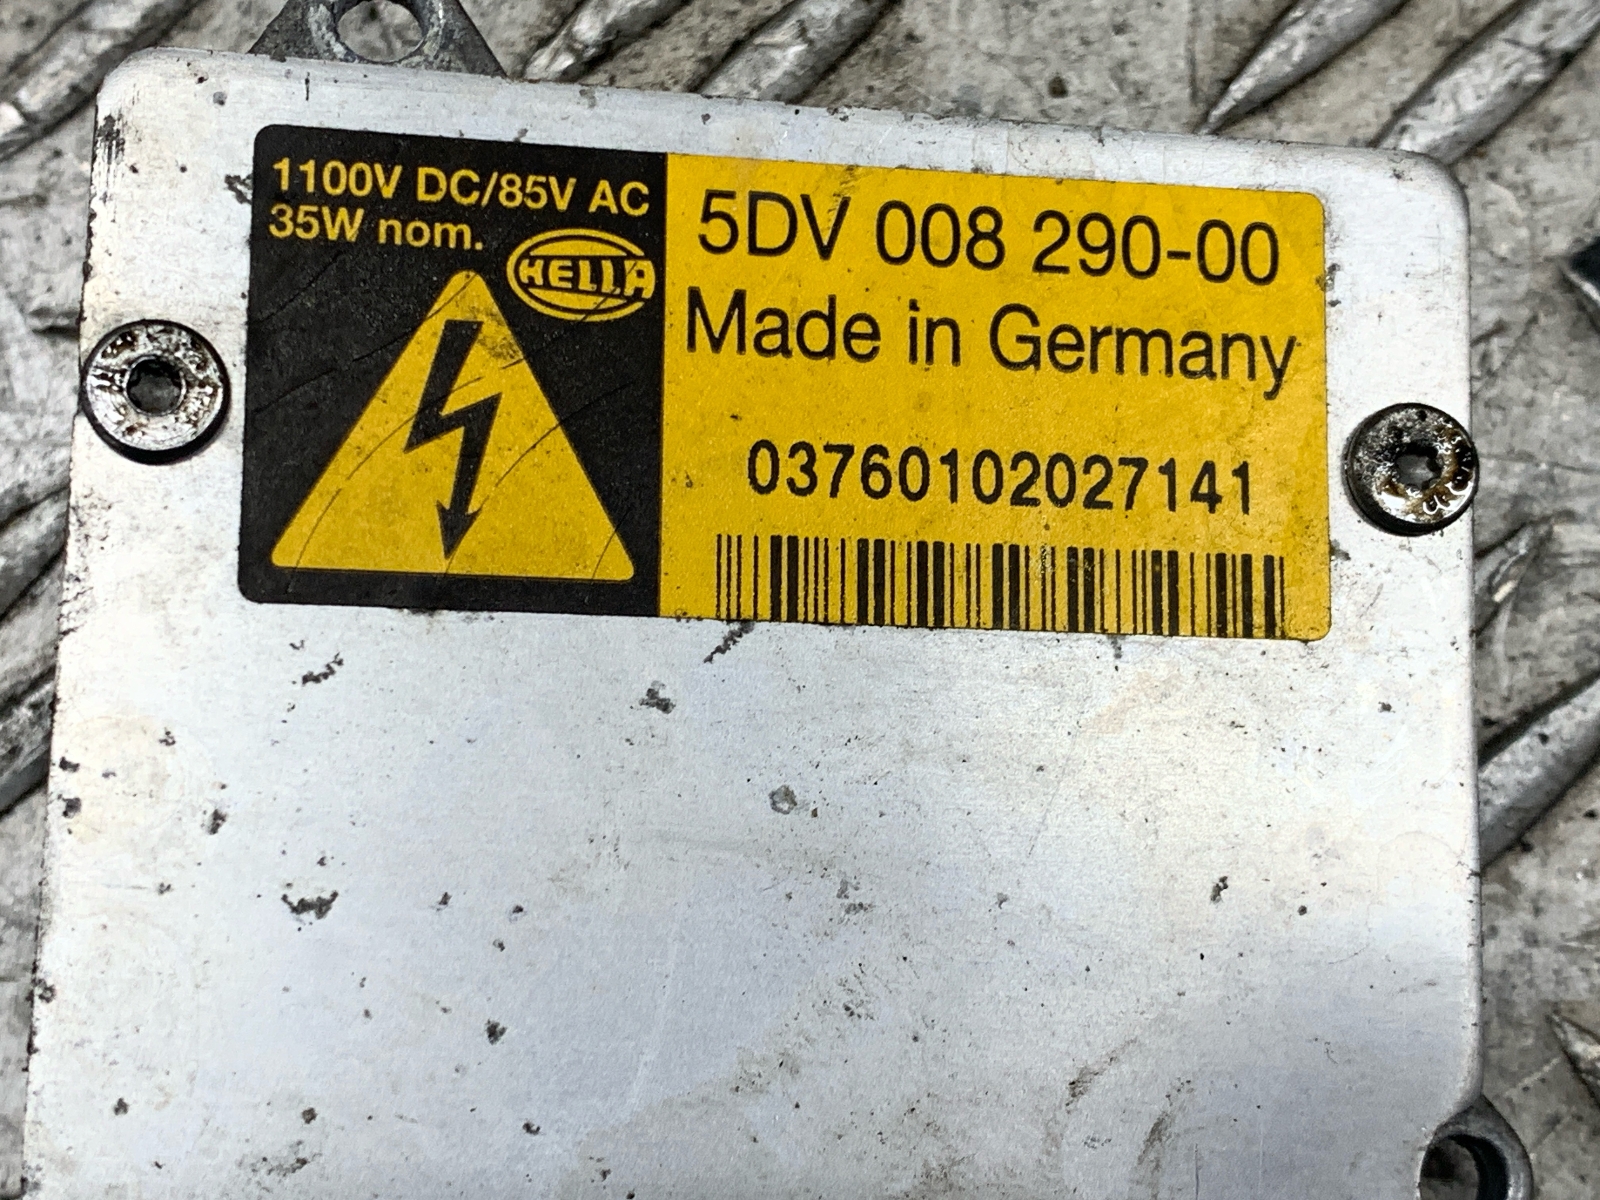 1100V DC/85V AC
35W nom.
HELLA
5DV 008 290-00
Made in Germany
03760102027141